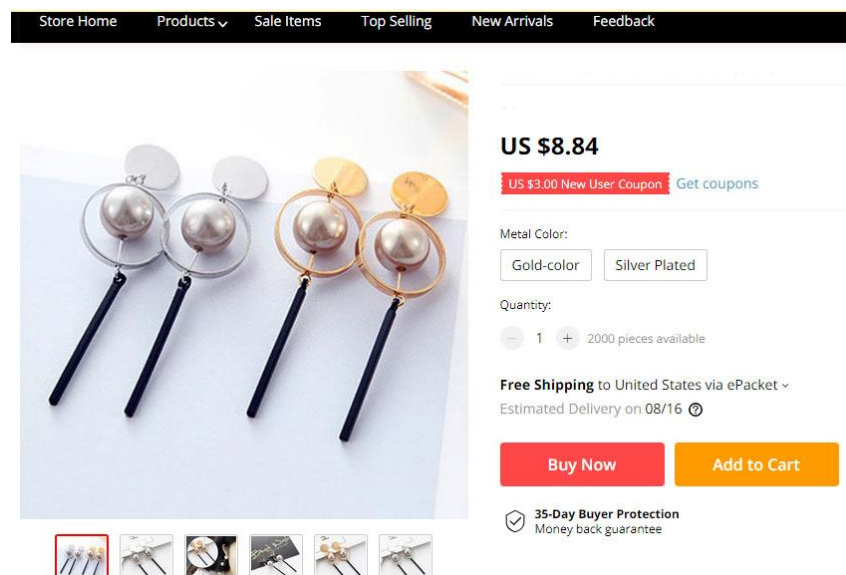 Store Home Products Sale Items Top Selling New Arrivals Feedback
US $8.84
US $3.00 New User Coupon Get coupons
Metal Color:
Gold-color Silver Plated
Quantity:
− 1 + 2000 pieces available
Free Shipping to United States via ePacket
Estimated Delivery on 08/16 ?
Buy Now Add to Cart
35-Day Buyer Protection
Money back guarantee